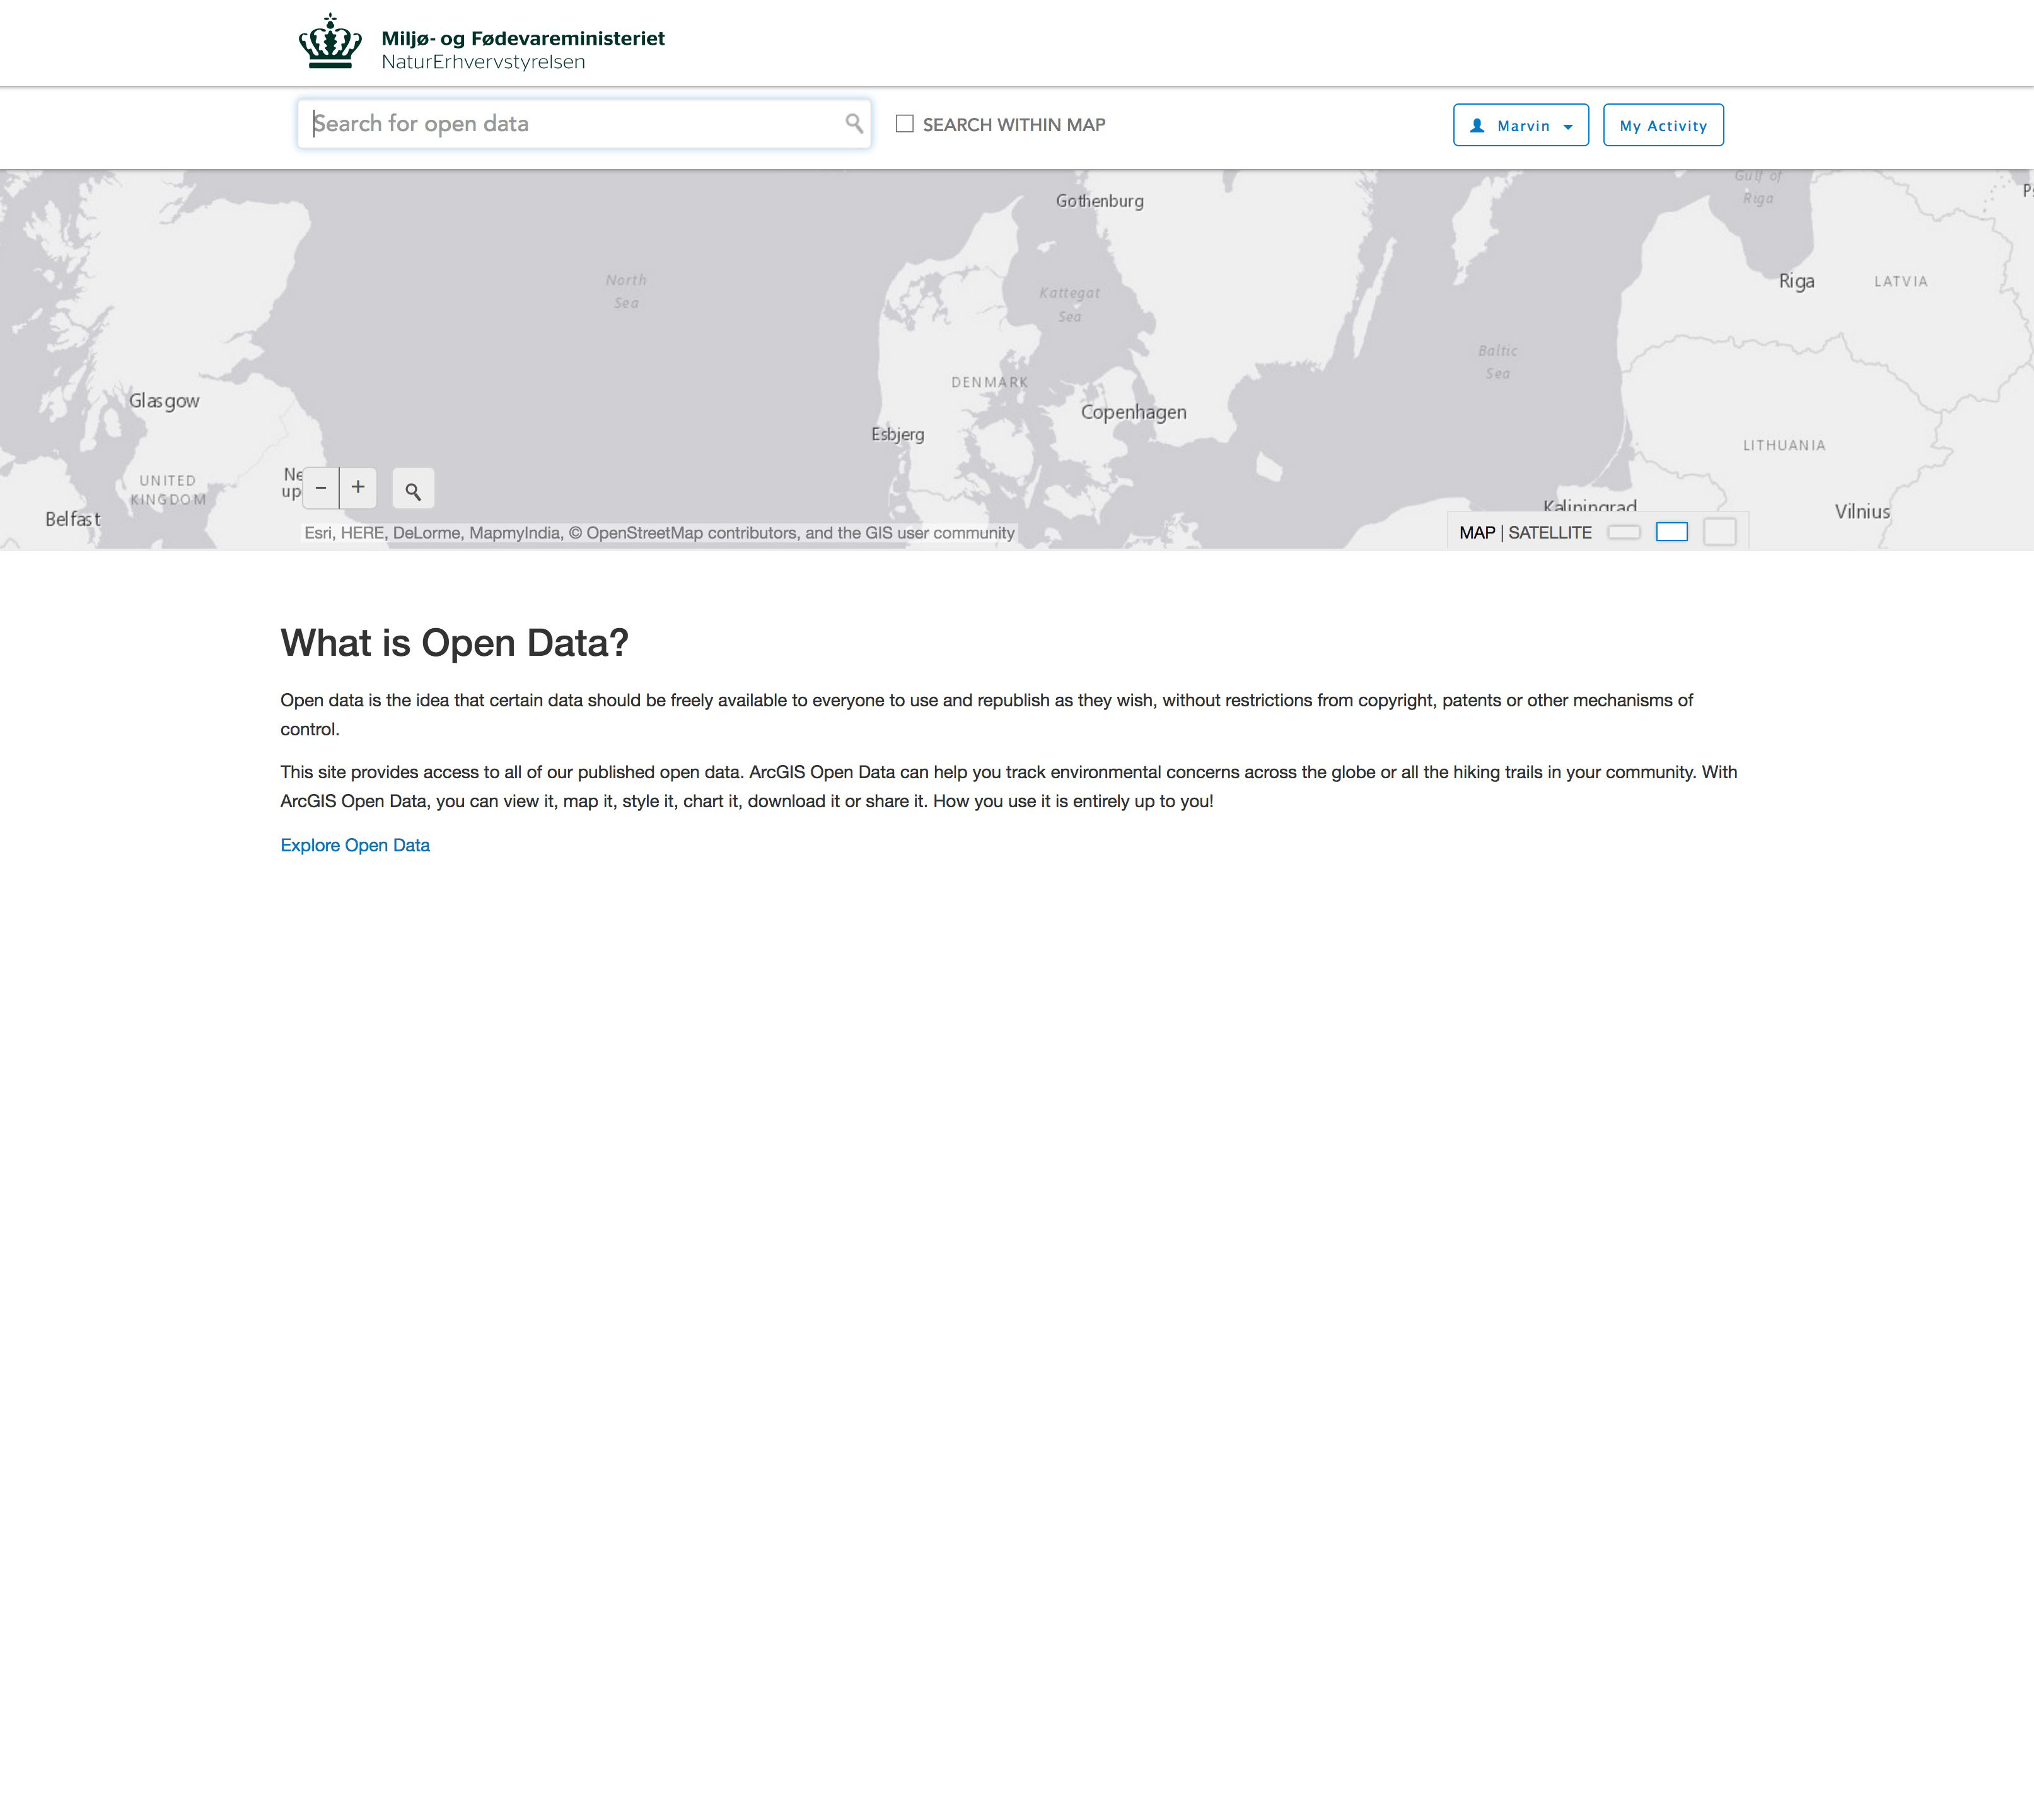 Miljø- og Fødevareministeriet
NaturErhvervstyrelsen
Search for open data
SEARCH WITHIN MAP
Marvin
My Activity
Gulf of
Riga
Gothenburg
North
Sea
Kattegat
Sea
Riga
LATVIA
Baltic
Sea
DENMARK
Glasgow
Copenhagen
Esbjerg
LITHUANIA
UNITED
KINGDOM
Belfast
Kaliningrad
Vilnius
− +
Esri, HERE, DeLorme, MapmyIndia, © OpenStreetMap contributors, and the GIS user community
MAP | SATELLITE
What is Open Data?
Open data is the idea that certain data should be freely available to everyone to use and republish as they wish, without restrictions from copyright, patents or other mechanisms of
control.
This site provides access to all of our published open data. ArcGIS Open Data can help you track environmental concerns across the globe or all the hiking trails in your community. With
ArcGIS Open Data, you can view it, map it, style it, chart it, download it or share it. How you use it is entirely up to you!
Explore Open Data